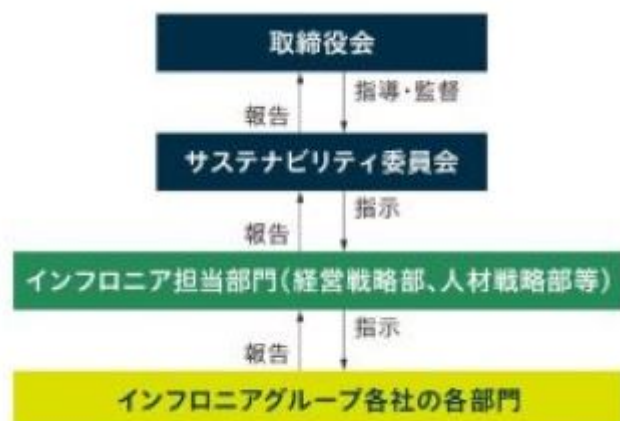 取締役会
指導・監督
報告
サステナビリティ委員会
指示
報告
インフロニア担当部門(経営戦略部、人材戦略部等)
指示
報告
インフロニアグループ各社の各部門